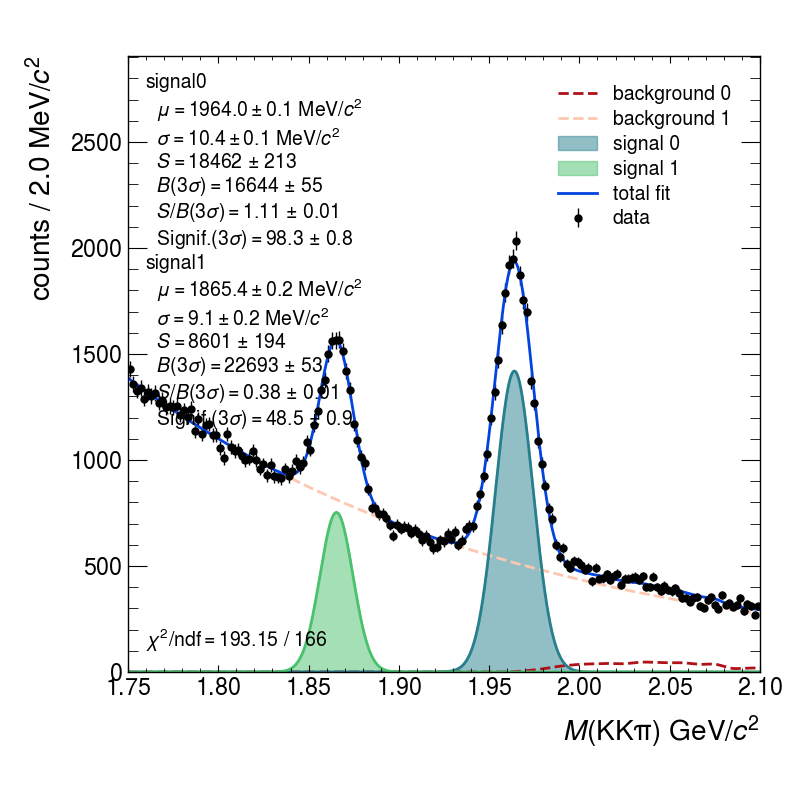 counts / 2.0 MeV/c²
2500
2000
1500
1000
500
0
signal0
μ = 1964.0 ± 0.1 MeV/c²
σ = 10.4 ± 0.1 MeV/c²
S = 18462 ± 213
B(3σ) = 16644 ± 55
S/B(3σ) = 1.11 ± 0.01
Signif.(3σ) = 98.3 ± 0.8
signal1
μ = 1865.4 ± 0.2 MeV/c²
σ = 9.1 ± 0.2 MeV/c²
S = 8601 ± 194
B(3σ) = 22693 ± 53
S/B(3σ) = 0.38 ± 0.01
Signif.(3σ) = 48.5 ± 0.9
background 0
background 1
signal 0
signal 1
total fit
data
χ²/ndf = 193.15 / 166
1.75 1.80 1.85 1.90 1.95 2.00 2.05 2.10
M(KKπ) GeV/c²